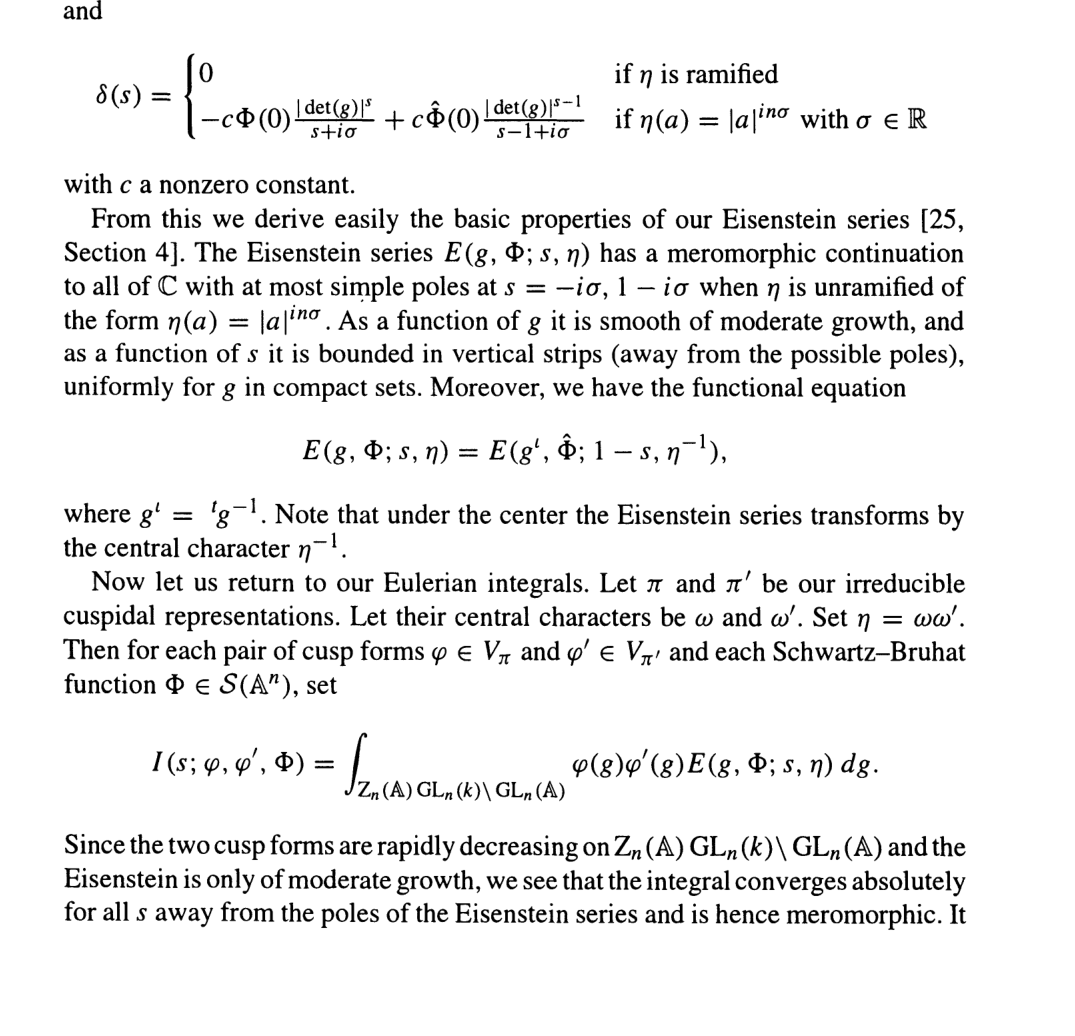 and
δ(s) = { 0 if η is ramified
−cΦ(0) |det(g)|^s / (s+iσ) + cΦ̂(0) |det(g)|^{s−1} / (s−1+iσ) if η(a) = |a|^{inσ} with σ ∈ ℝ
with c a nonzero constant.
From this we derive easily the basic properties of our Eisenstein series [25,
Section 4]. The Eisenstein series E(g, Φ; s, η) has a meromorphic continuation
to all of ℂ with at most simple poles at s = −iσ, 1 − iσ when η is unramified of
the form η(a) = |a|^{inσ}. As a function of g it is smooth of moderate growth, and
as a function of s it is bounded in vertical strips (away from the possible poles),
uniformly for g in compact sets. Moreover, we have the functional equation
E(g, Φ; s, η) = E(g^ι, Φ̂; 1 − s, η^{−1}),
where g^ι = ^tg^{−1}. Note that under the center the Eisenstein series transforms by
the central character η^{−1}.
Now let us return to our Eulerian integrals. Let π and π′ be our irreducible
cuspidal representations. Let their central characters be ω and ω′. Set η = ωω′.
Then for each pair of cusp forms φ ∈ V_π and φ′ ∈ V_{π′} and each Schwartz–Bruhat
function Φ ∈ 𝒮(𝔸^n), set
I(s; φ, φ′, Φ) = ∫_{Z_n(𝔸) GL_n(k)\ GL_n(𝔸)} φ(g)φ′(g)E(g, Φ; s, η) dg.
Since the two cusp forms are rapidly decreasing on Z_n(𝔸) GL_n(k)\ GL_n(𝔸) and the
Eisenstein is only of moderate growth, we see that the integral converges absolutely
for all s away from the poles of the Eisenstein series and is hence meromorphic. It